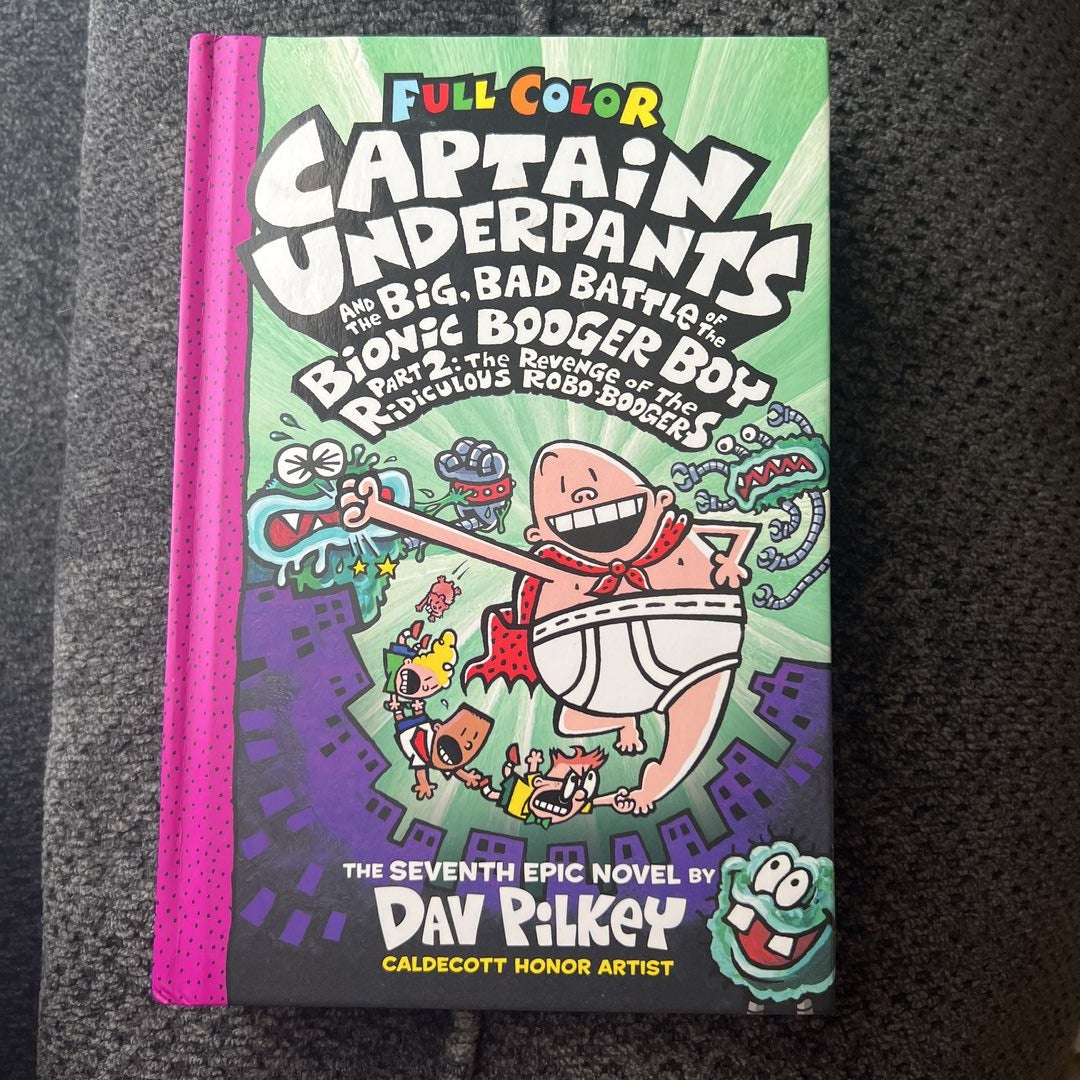 FULL COLOR
CAPTAiN
UNDERPANTS
AND THE BiG, BAD BATTLE OF THE
BiONiC BOOGER BOY
PART 2: THE REVENGE OF THE
RiDiCULOUS ROBO-BOOGERS
THE SEVENTH EPIC NOVEL BY
DAV PiLKEY
CALDECOTT HONOR ARTIST